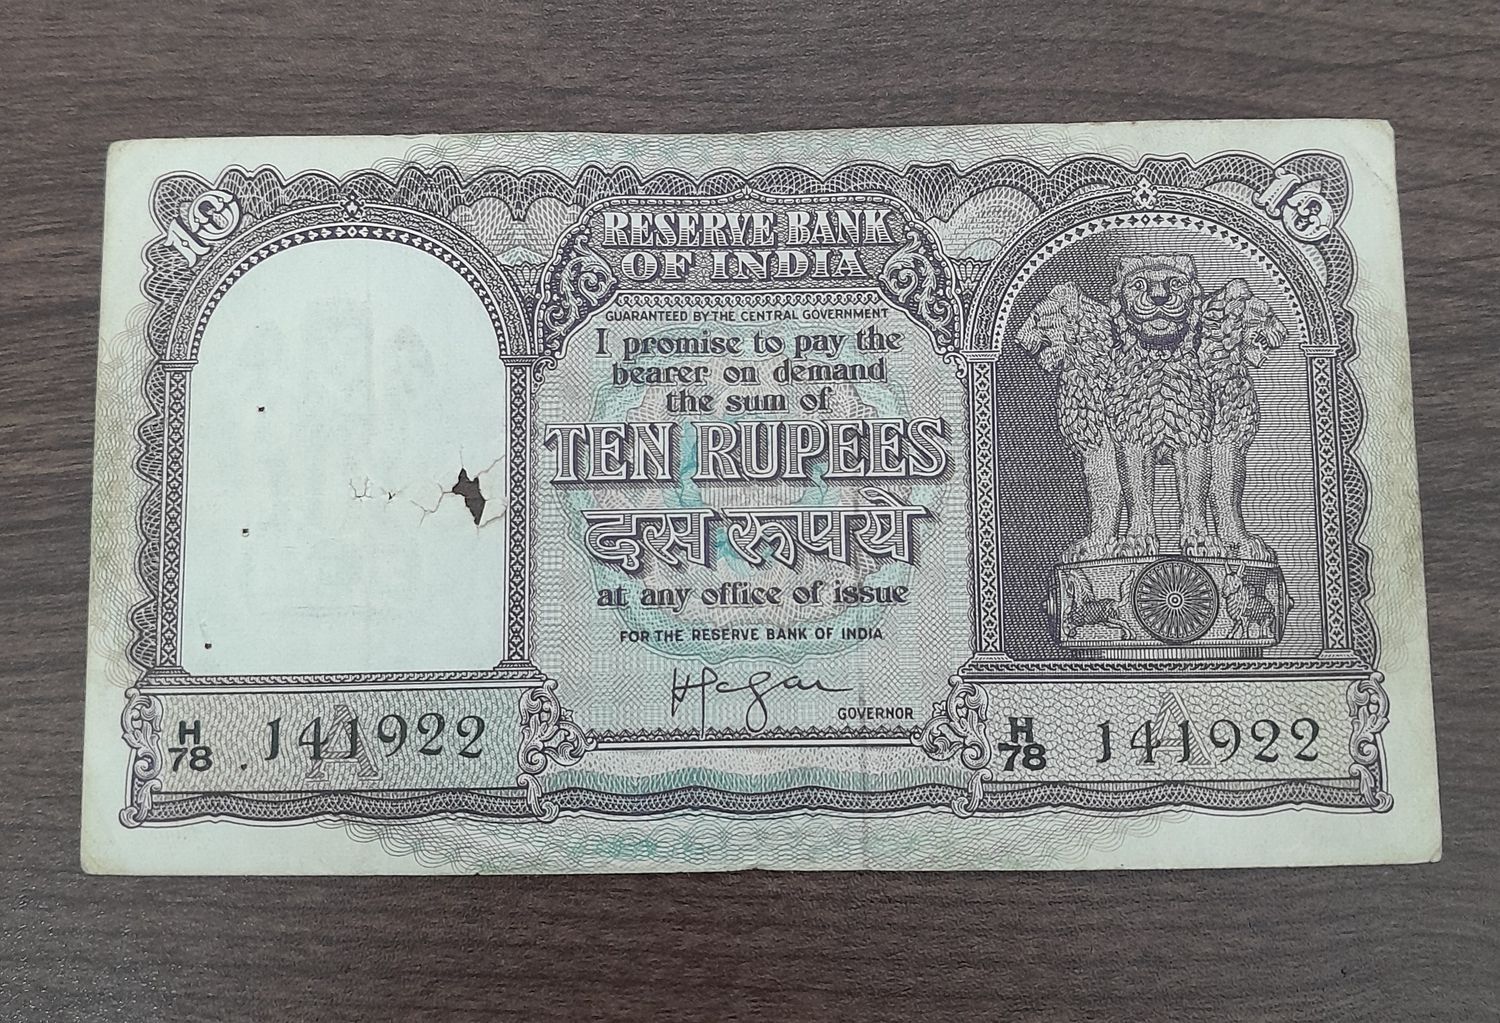 10 10
RESERVE BANK
OF INDIA
GUARANTEED BY THE CENTRAL GOVERNMENT
I promise to pay the
bearer on demand
the sum of
TEN RUPEES
दस रूपये
at any office of issue
FOR THE RESERVE BANK OF INDIA
GOVERNOR
H
78 141922
A
H
78 141922
A